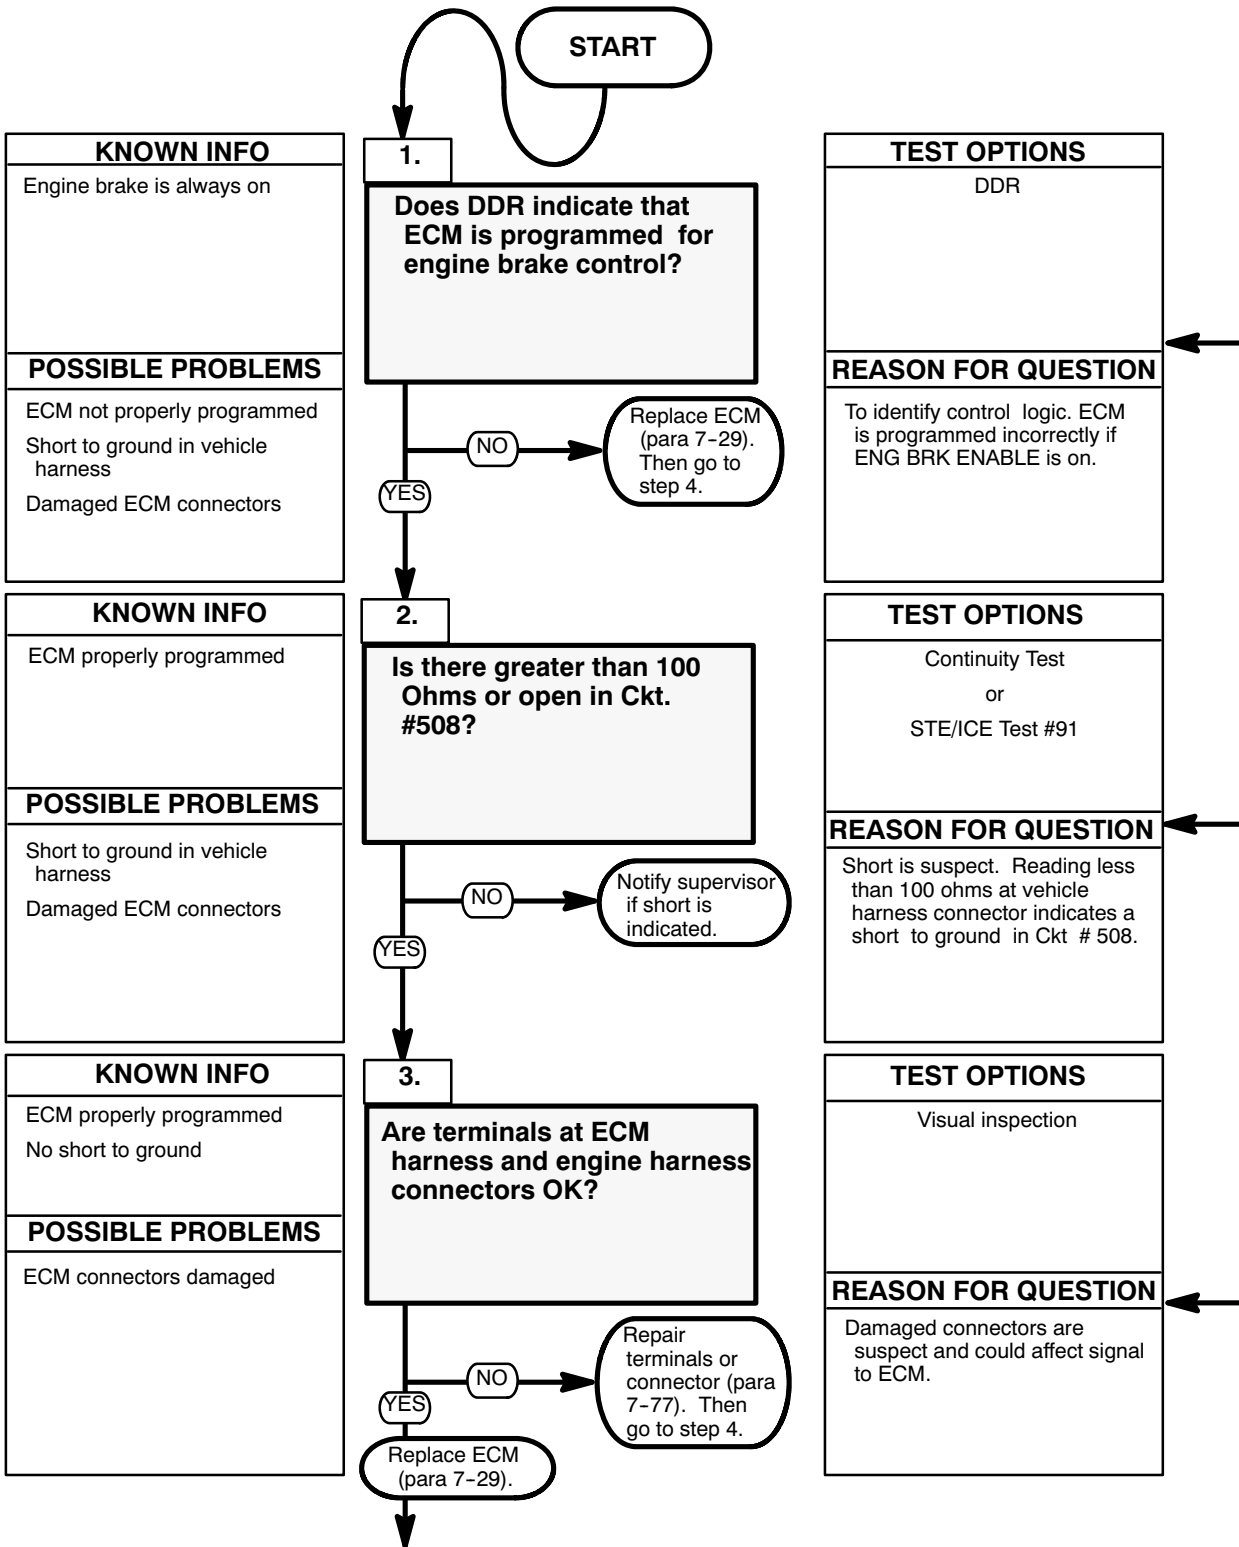 START
KNOWN INFO
Engine brake is always on
POSSIBLE PROBLEMS
ECM not properly programmed
Short to ground in vehicle
harness
Damaged ECM connectors
1.
Does DDR indicate that
ECM is programmed for
engine brake control?
NO
Replace ECM
(para 7-29).
Then go to
step 4.
YES
TEST OPTIONS
DDR
REASON FOR QUESTION
To identify control logic. ECM
is programmed incorrectly if
ENG BRK ENABLE is on.
KNOWN INFO
ECM properly programmed
POSSIBLE PROBLEMS
Short to ground in vehicle
harness
Damaged ECM connectors
2.
Is there greater than 100
Ohms or open in Ckt.
#508?
NO
Notify supervisor
if short is
indicated.
YES
TEST OPTIONS
Continuity Test
or
STE/ICE Test #91
REASON FOR QUESTION
Short is suspect. Reading less
than 100 ohms at vehicle
harness connector indicates a
short to ground in Ckt # 508.
KNOWN INFO
ECM properly programmed
No short to ground
POSSIBLE PROBLEMS
ECM connectors damaged
3.
Are terminals at ECM
harness and engine harness
connectors OK?
NO
Repair
terminals or
connector (para
7-77). Then
go to step 4.
YES
Replace ECM
(para 7-29).
TEST OPTIONS
Visual inspection
REASON FOR QUESTION
Damaged connectors are
suspect and could affect signal
to ECM.